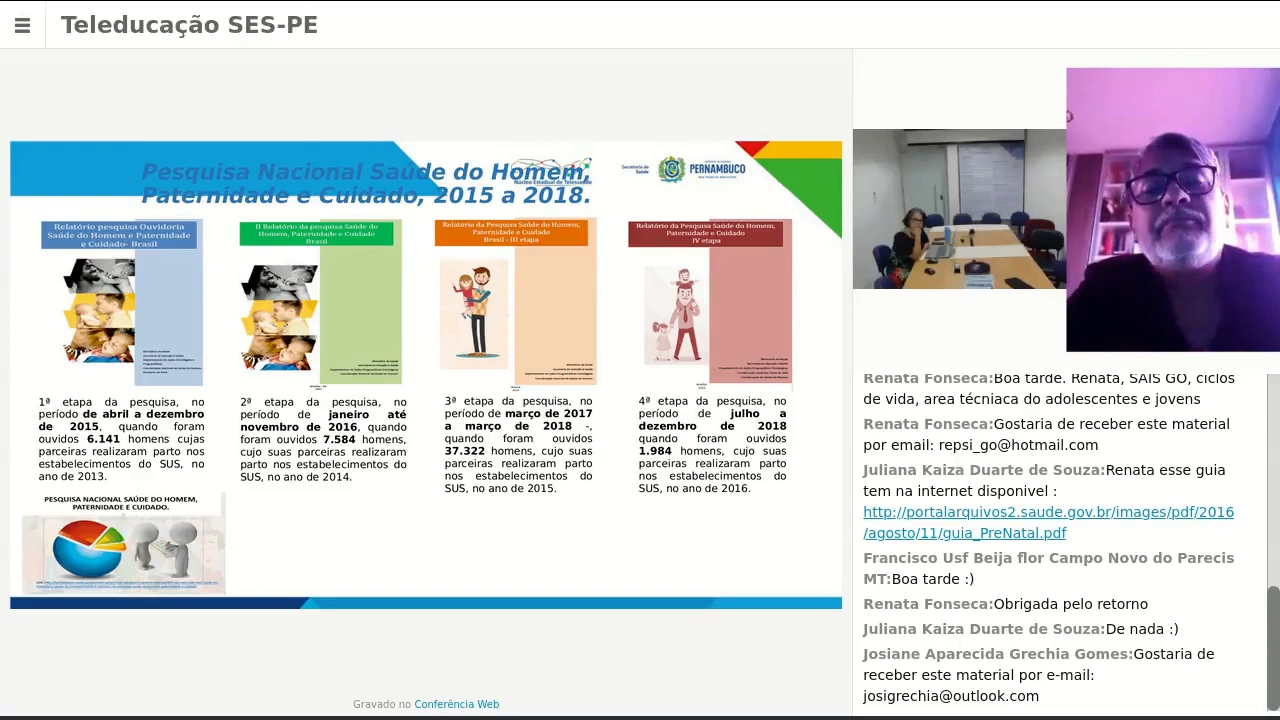 Teleducação SES-PE
Pesquisa Nacional Saúde do Homem,
Paternidade e Cuidado, 2015 a 2018.
Núcleo Estadual de Telessaúde
Secretaria de
Saúde
PERNAMBUCO
Relatório pesquisa Ouvidoria
Saúde do Homem e Paternidade
e Cuidado- Brasil
1ª etapa da pesquisa, no
período de abril a dezembro
de 2015, quando foram
ouvidos 6.141 homens cujas
parceiras realizaram parto nos
estabelecimentos do SUS, no
ano de 2013.
II Relatório da pesquisa Saúde do
Homem, Paternidade e Cuidado
Brasil
2ª etapa da pesquisa, no
período de janeiro até
novembro de 2016, quando
foram ouvidos 7.584 homens,
cujo suas parceiras realizaram
parto nos estabelecimentos do
SUS, no ano de 2014.
Relatório da Pesquisa Saúde do Homem,
Paternidade e Cuidado
Brasil - III etapa
3ª etapa da pesquisa, no
período de março de 2017
a março de 2018 -,
quando foram ouvidos
37.322 homens, cujo suas
parceiras realizaram parto
nos estabelecimentos do
SUS, no ano de 2015.
Relatório da Pesquisa Saúde do Homem,
Paternidade e Cuidado
IV etapa
4ª etapa da pesquisa, no
período de julho a
dezembro de 2018
quando foram ouvidos
1.984 homens, cujo suas
parceiras realizaram parto
nos estabelecimentos do
SUS, no ano de 2016.
PESQUISA NACIONAL SAÚDE DO HOMEM,
PATERNIDADE E CUIDADO.
Gravado no Conferência Web
Renata Fonseca:Boa tarde. Renata, SAIS GO, ciclos
de vida, area técniaca do adolescentes e jovens
Renata Fonseca:Gostaria de receber este material
por email: repsi_go@hotmail.com
Juliana Kaiza Duarte de Souza:Renata esse guia
tem na internet disponivel :
http://portalarquivos2.saude.gov.br/images/pdf/2016
/agosto/11/guia_PreNatal.pdf
Francisco Usf Beija flor Campo Novo do Parecis
MT:Boa tarde :)
Renata Fonseca:Obrigada pelo retorno
Juliana Kaiza Duarte de Souza:De nada :)
Josiane Aparecida Grechia Gomes:Gostaria de
receber este material por e-mail:
josigrechia@outlook.com